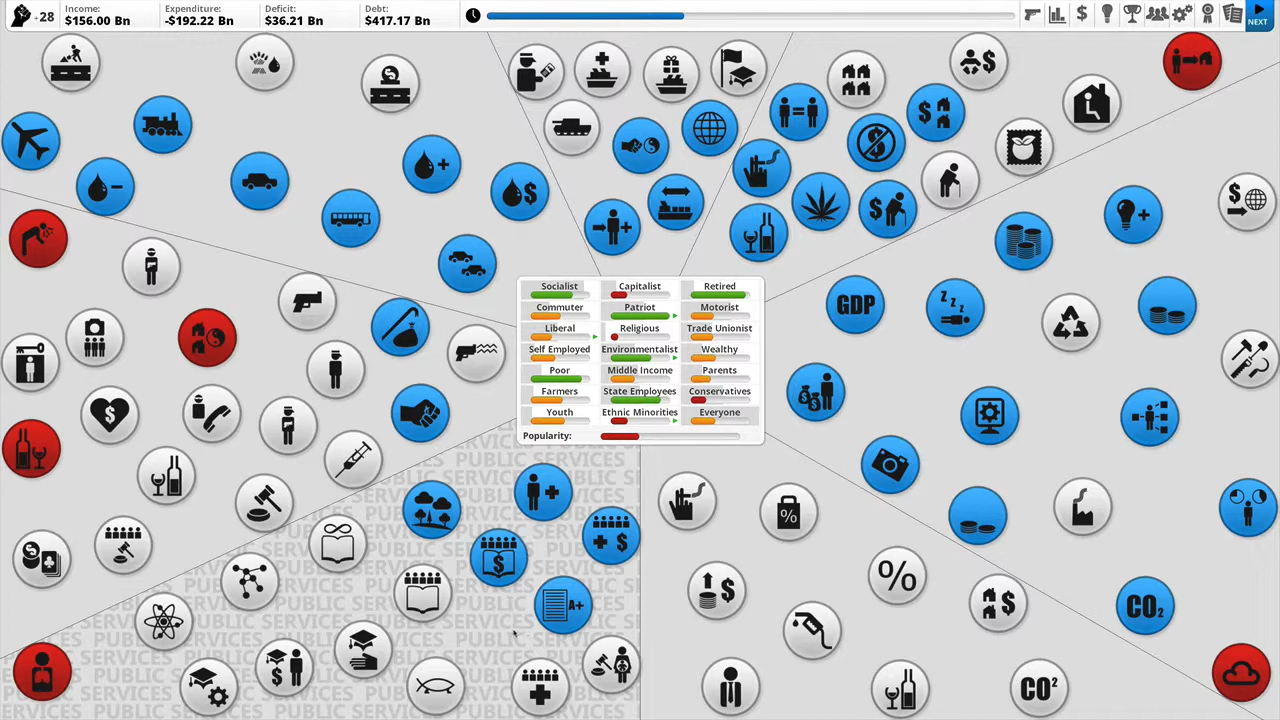 28 Income: Expenditure: Deficit: Debt:
$156.00 Bn -$192.22 Bn $36.21 Bn $417.17 Bn
NEXT
GDP
Z Z Z
Socialist Capitalist Retired
Commuter Patriot Motorist
Liberal Religious Trade Unionist
Self Employed Environmentalist Wealthy
Poor Middle Income Parents
Farmers State Employees Conservatives
Youth Ethnic Minorities Everyone
Popularity:
PUBLIC SERVICES
A+
%
%
CO2
CO²